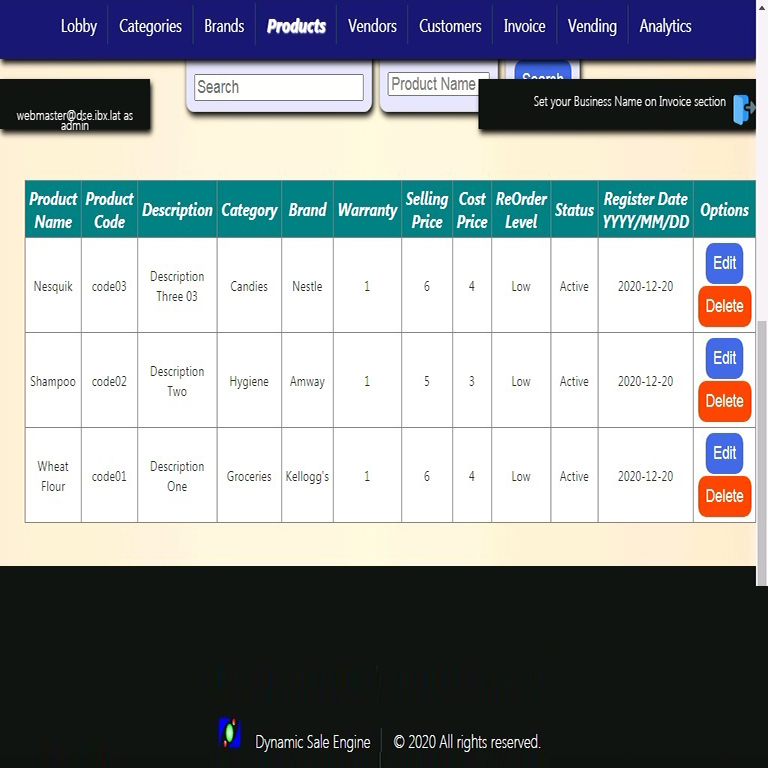 Lobby Categories Brands Products Vendors Customers Invoice Vending Analytics
Search Product Name Search
webmaster@dse.ibx.lat as
admin
Set your Business Name on Invoice section
Product Name Product Code Description Category Brand Warranty Selling Price Cost Price ReOrder Level Status Register Date YYYY/MM/DD Options
Nesquik code03 Description Three 03 Candies Nestle 1 6 4 Low Active 2020-12-20 Edit Delete
Shampoo code02 Description Two Hygiene Amway 1 5 3 Low Active 2020-12-20 Edit Delete
Wheat Flour code01 Description One Groceries Kellogg's 1 6 4 Low Active 2020-12-20 Edit Delete
Dynamic Sale Engine © 2020 All rights reserved.